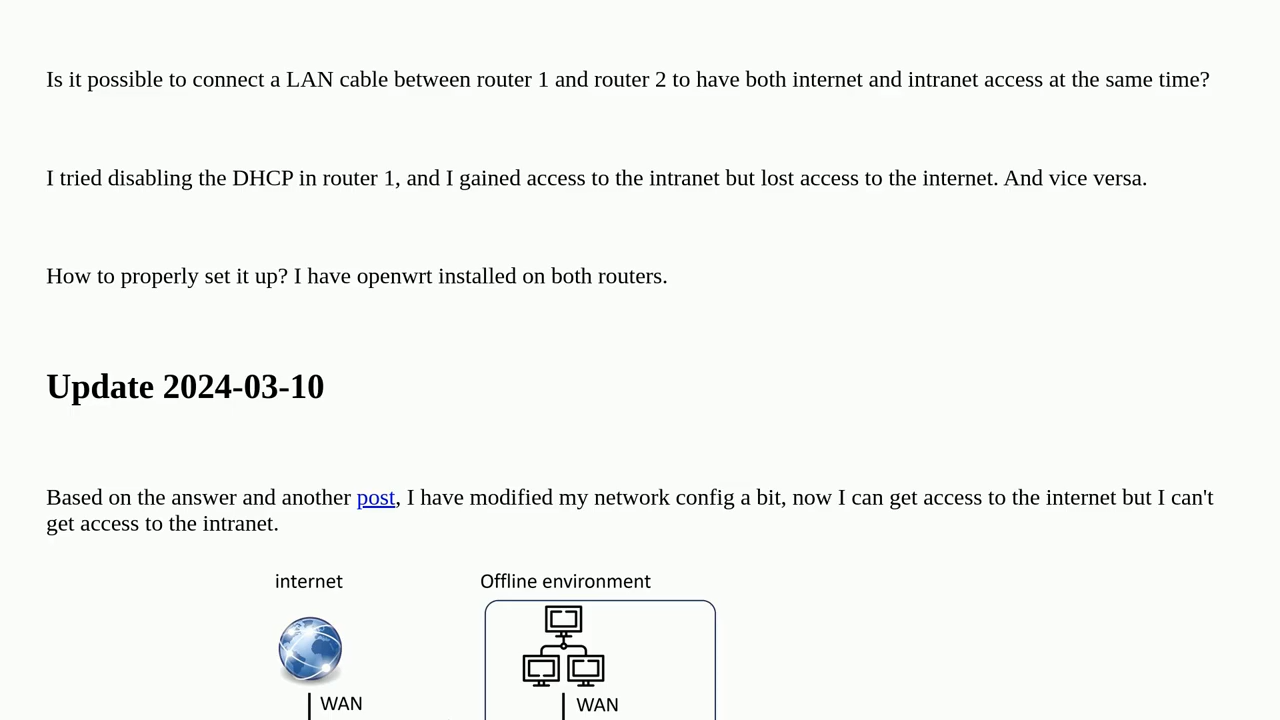 Is it possible to connect a LAN cable between router 1 and router 2 to have both internet and intranet access at the same time?
I tried disabling the DHCP in router 1, and I gained access to the intranet but lost access to the internet. And vice versa.
How to properly set it up? I have openwrt installed on both routers.
Update 2024-03-10
Based on the answer and another post, I have modified my network config a bit, now I can get access to the internet but I can't
get access to the intranet.
internet
Offline environment
WAN
WAN